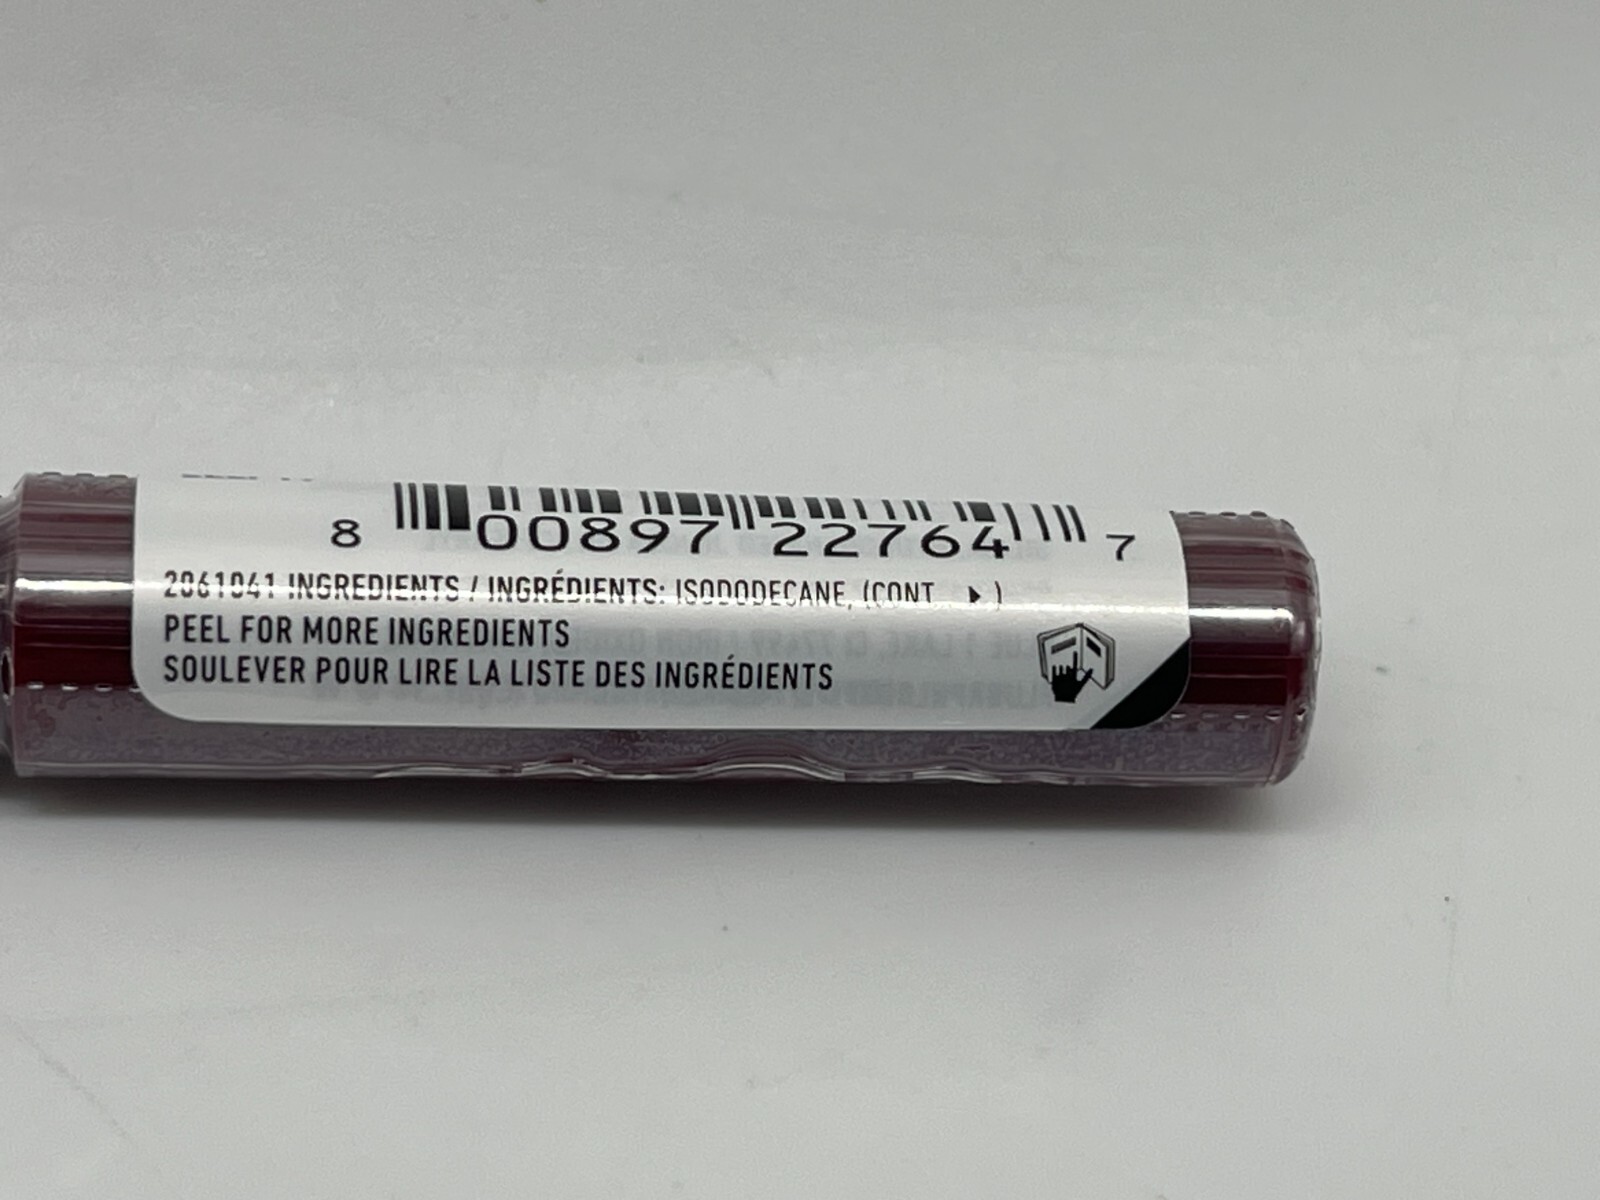 8 00897 22764 7
2061041 INGREDIENTS / INGRÉDIENTS: ISODODECANE, (CONT. ▶)
PEEL FOR MORE INGREDIENTS
SOULEVER POUR LIRE LA LISTE DES INGRÉDIENTS